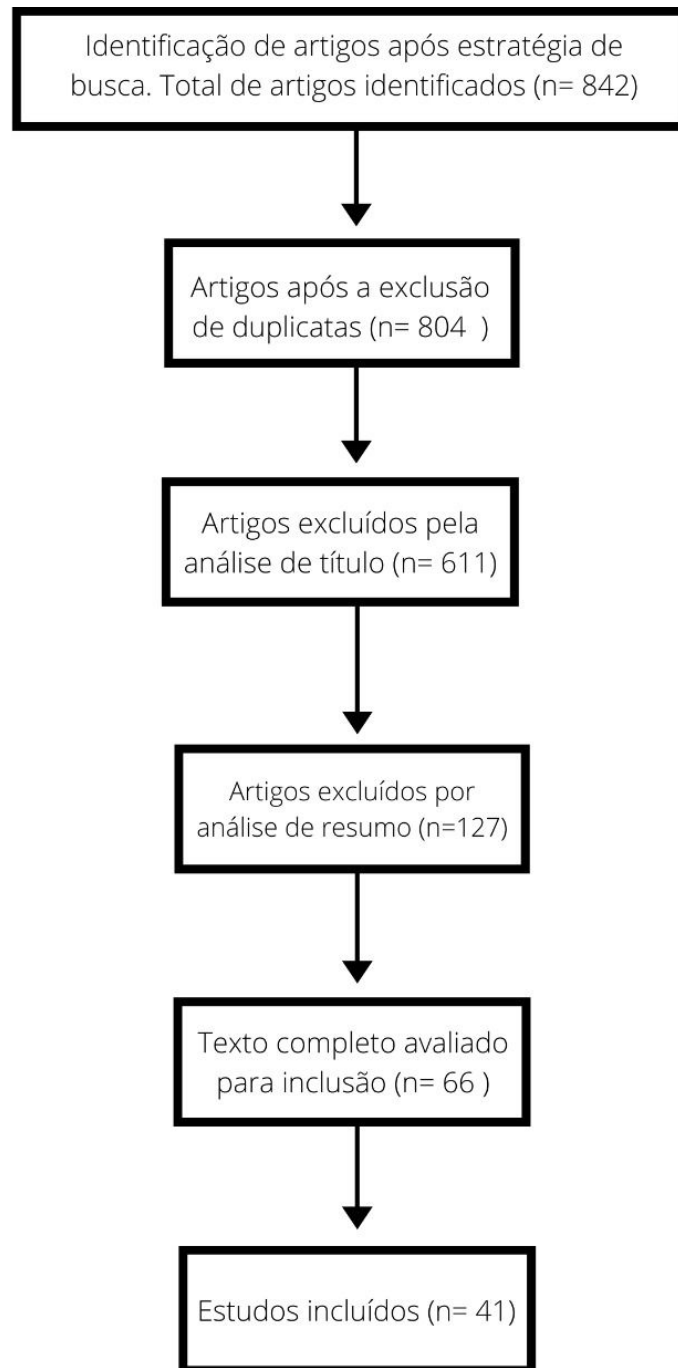 Identificação de artigos após estratégia de
busca. Total de artigos identificados (n= 842)
Artigos após a exclusão
de duplicatas (n= 804  )
Artigos excluídos pela
análise de título (n= 611)
Artigos excluídos por
análise de resumo (n=127)
Texto completo avaliado
para inclusão (n= 66 )
Estudos incluídos (n= 41)